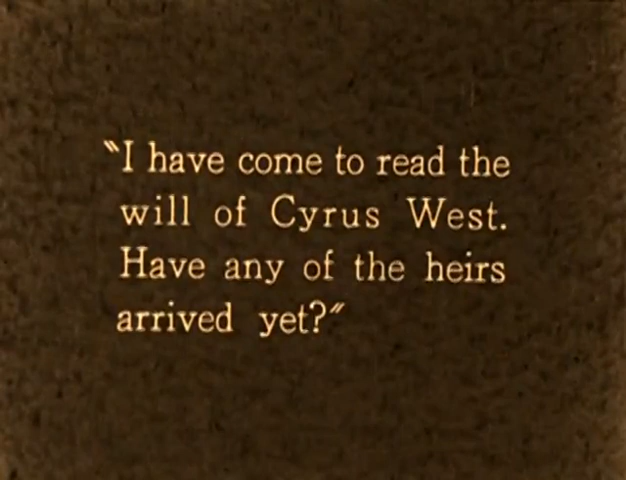 "I have come to read the
will of Cyrus West.
Have any of the heirs
arrived yet?"